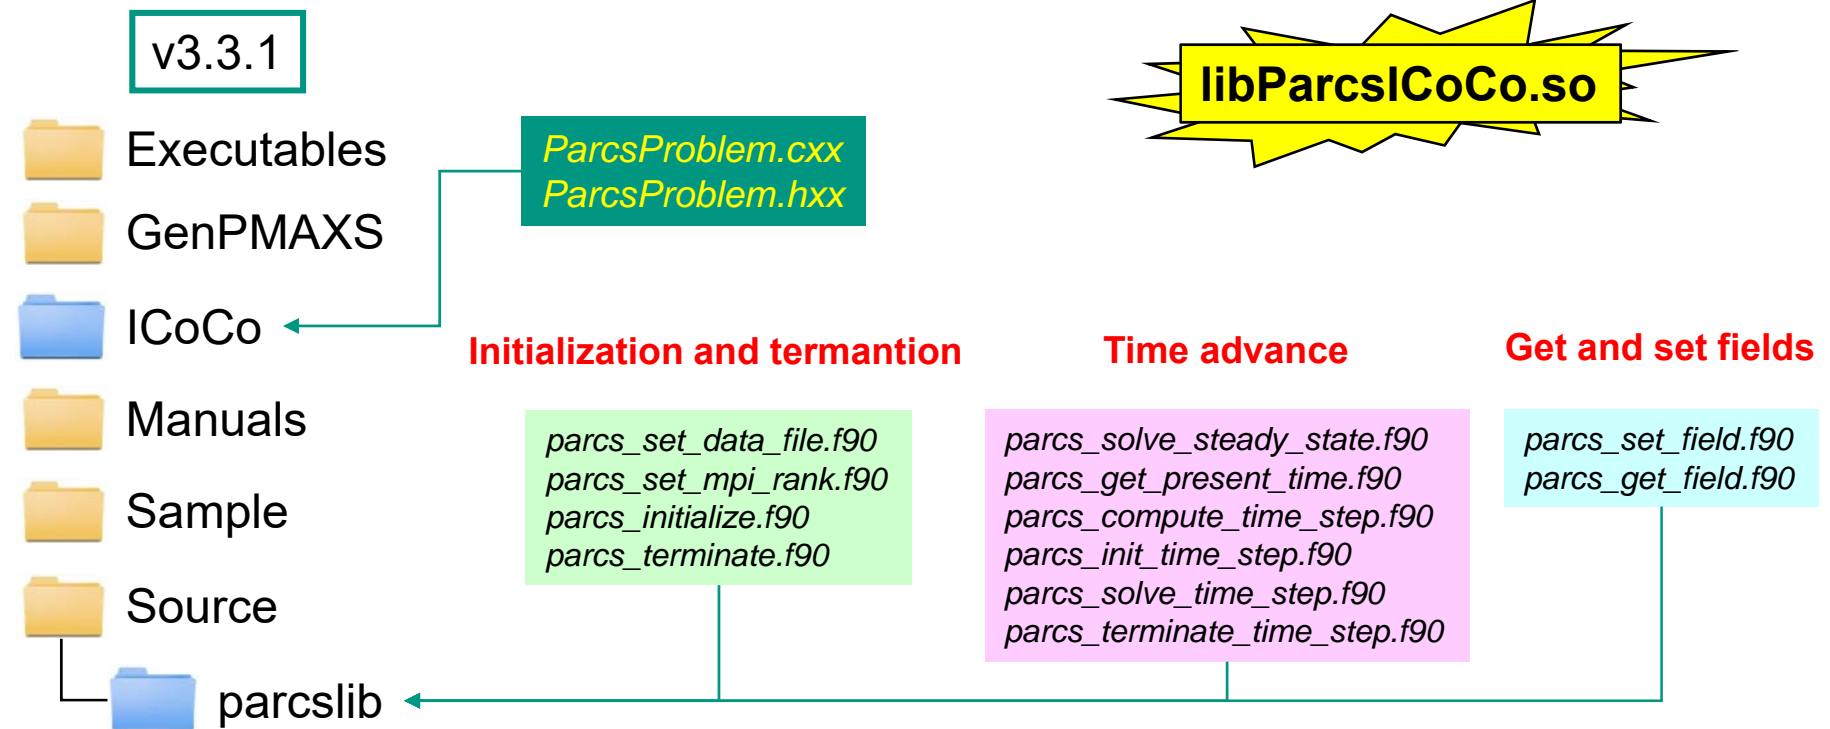 v3.3.1
libParcsICoCo.so
Executables
ParcsProblem.cxx
ParcsProblem.hxx
GenPMAXS
ICoCo
Initialization and termantion
Time advance
Get and set fields
Manuals
parcs_set_data_file.f90
parcs_set_mpi_rank.f90
parcs_initialize.f90
parcs_terminate.f90
parcs_solve_steady_state.f90
parcs_get_present_time.f90
parcs_compute_time_step.f90
parcs_init_time_step.f90
parcs_solve_time_step.f90
parcs_terminate_time_step.f90
parcs_set_field.f90
parcs_get_field.f90
Sample
Source
parcslib